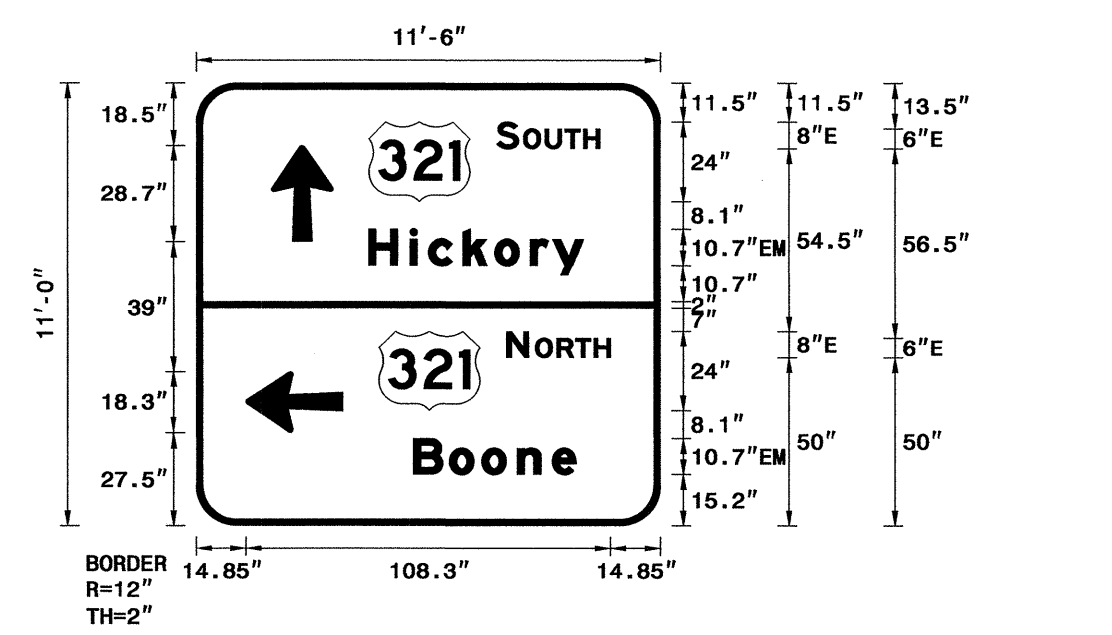 11'-6"
18.5"
28.7"
39"
18.3"
27.5"
11'-0"
321 SOUTH
Hickory
321 NORTH
Boone
11.5"
24"
8.1"
10.7"EM
10.7"
2"
7"
24"
8.1"
10.7"EM
15.2"
11.5"
8"E
54.5"
8"E
50"
13.5"
6"E
56.5"
6"E
50"
14.85" 108.3" 14.85"
BORDER
R=12"
TH=2"